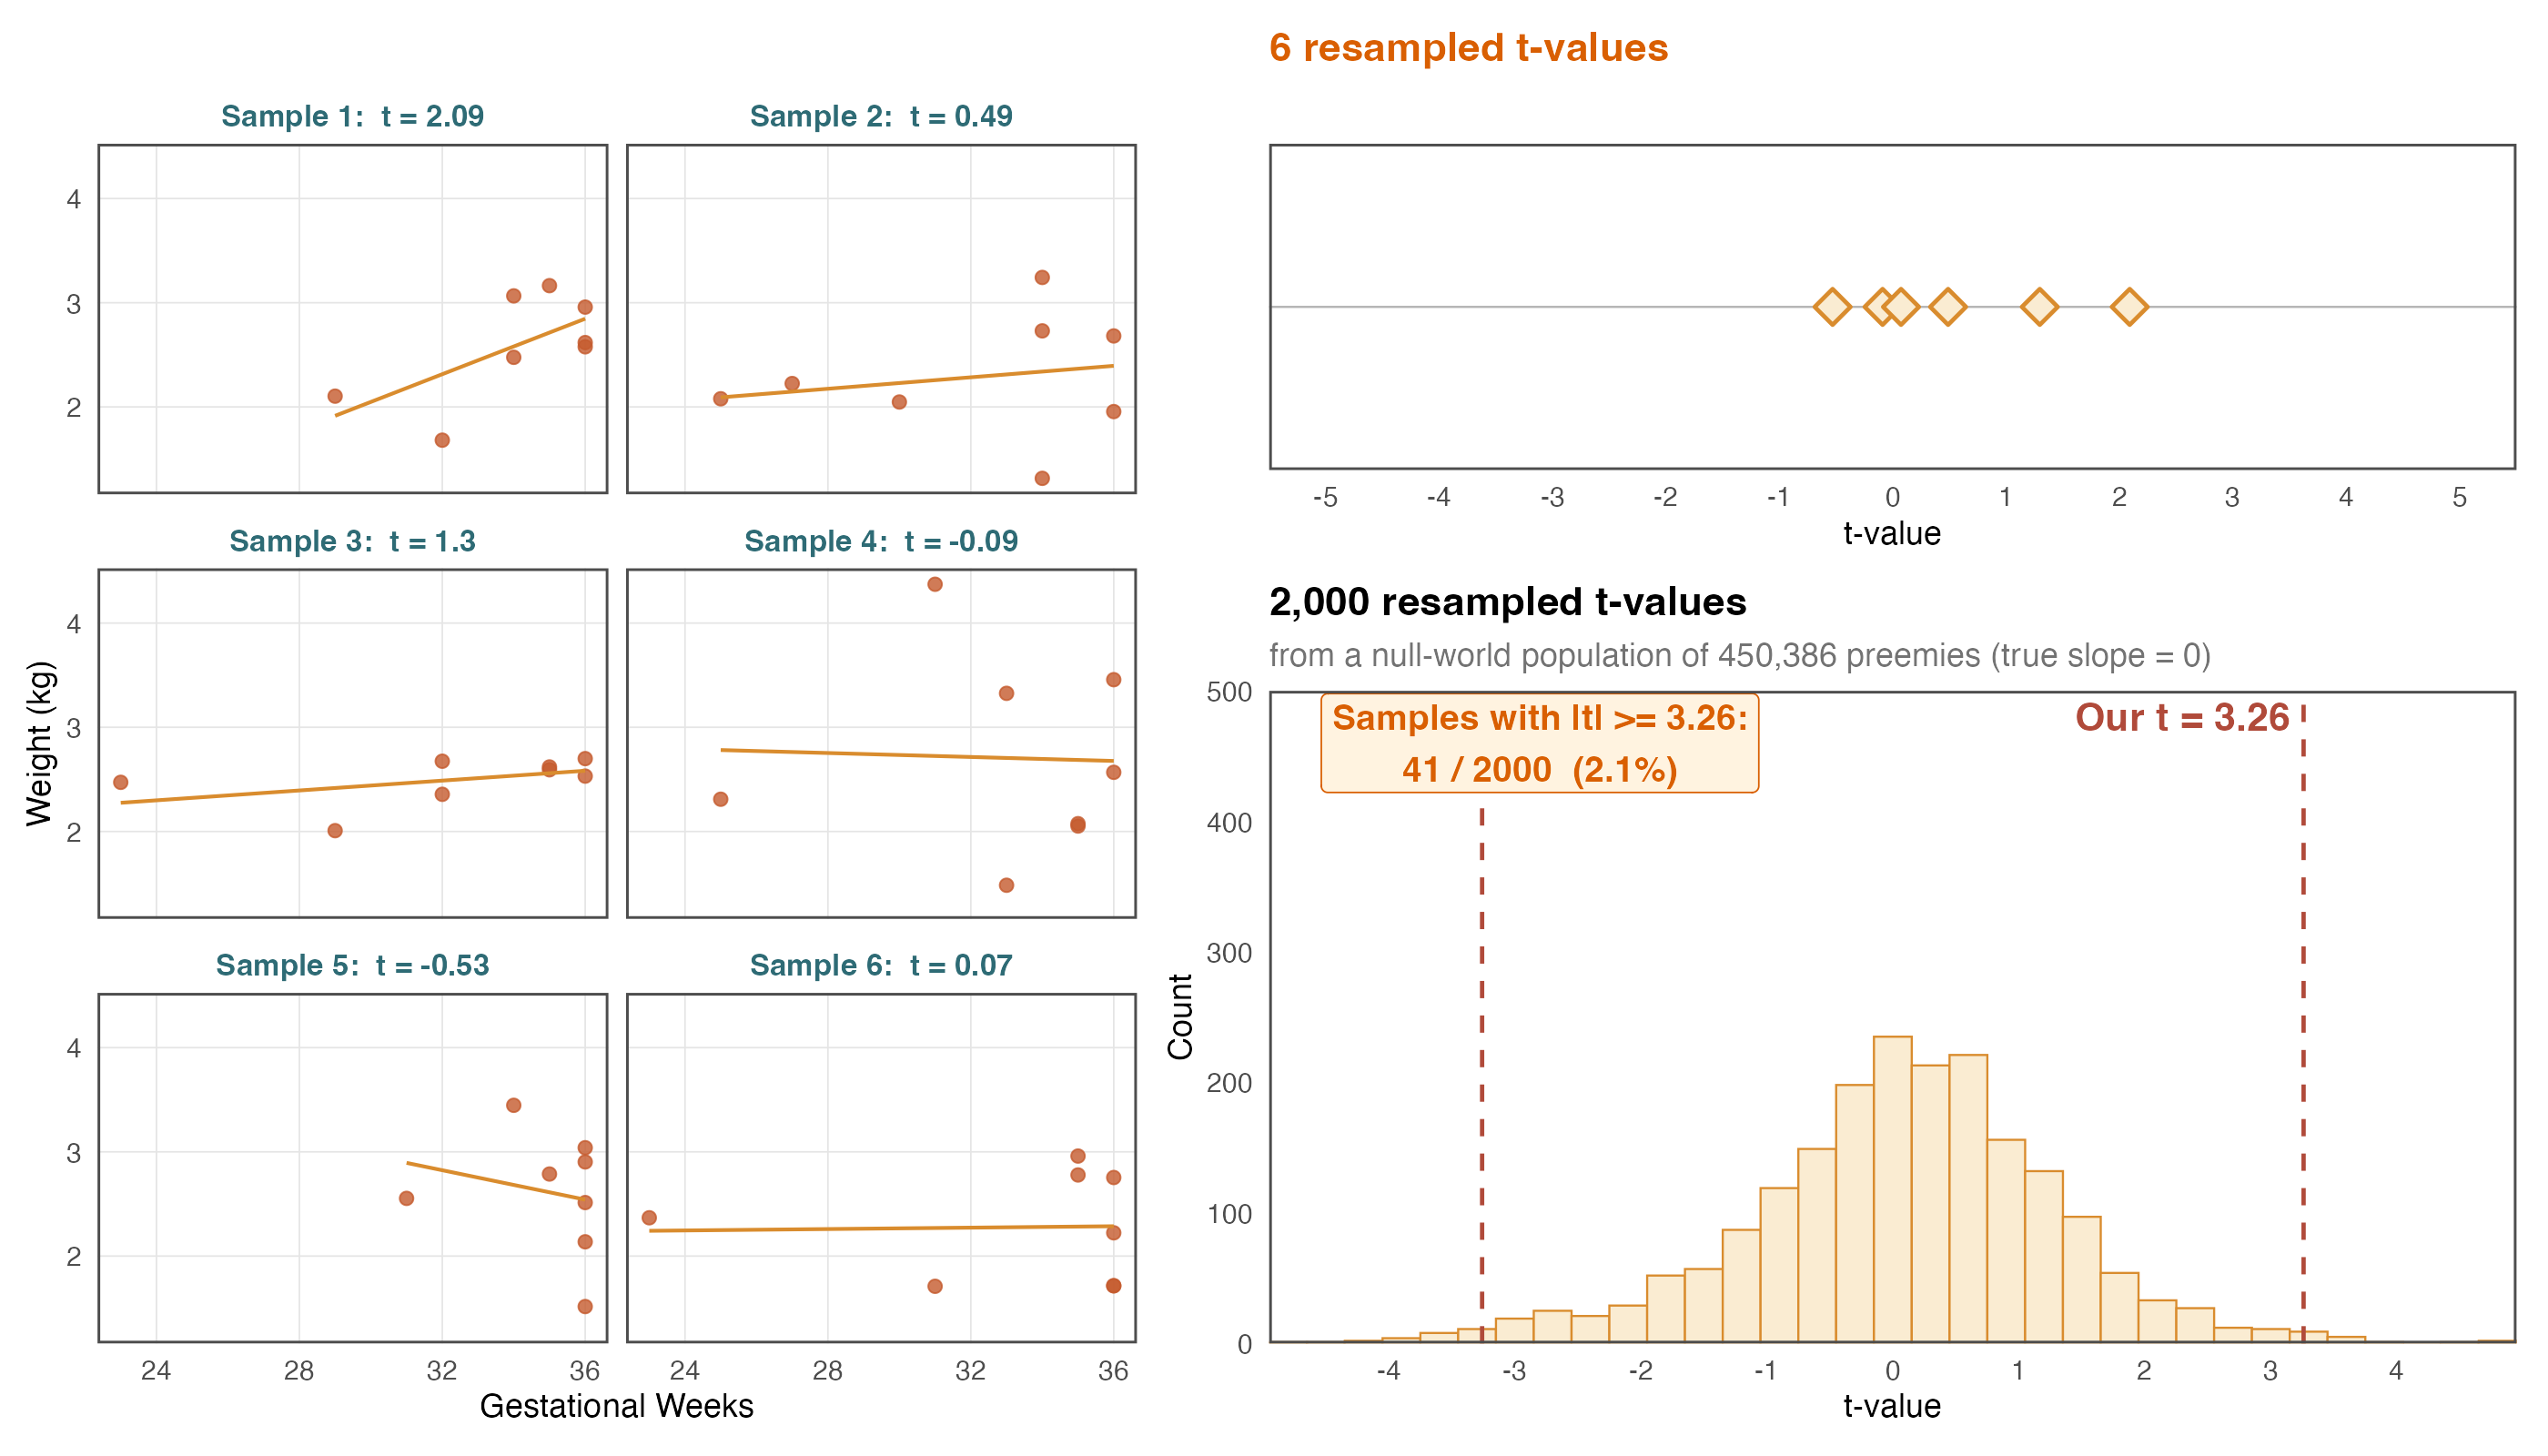 6 resampled t-values
Sample 1:  t = 2.09
Sample 2:  t = 0.49
4
3
2
-5 -4 -3 -2 -1 0 1 2 3 4 5
t-value
Sample 3:  t = 1.3
Sample 4:  t = -0.09
4
3
2
Weight (kg)
Sample 5:  t = -0.53
Sample 6:  t = 0.07
4
3
2
24 28 32 36
24 28 32 36
Gestational Weeks
2,000 resampled t-values
from a null-world population of 450,386 preemies (true slope = 0)
Samples with |t| >= 3.26:
41 / 2000  (2.1%)
Our t = 3.26
500
400
300
200
100
0
Count
-4 -3 -2 -1 0 1 2 3 4
t-value